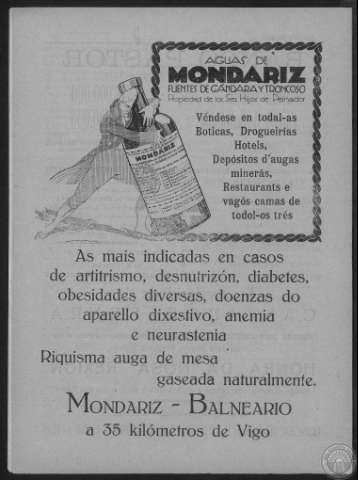 AGUAS DE
MONDARIZ
FUENTES DE GÁNDARA Y TRONCOSO
Propiedad de los Sres Hijos de Peinador
Véndese en todal-as
Boticas, Drogueirías
Hotels,
Depósitos d'augas
minerás,
Restaurants e
vagós-camas de
todol-os trés
MONDARIZ
As mais indicadas en casos
de artitrismo, desnutrizón, diabetes,
obesidades diversas, doenzas do
aparello dixestivo, anemia
e neurastenia
Riquisma auga de mesa
gaseada naturalmente.
MONDARIZ - BALNEARIO
a 35 kilómetros de Vigo